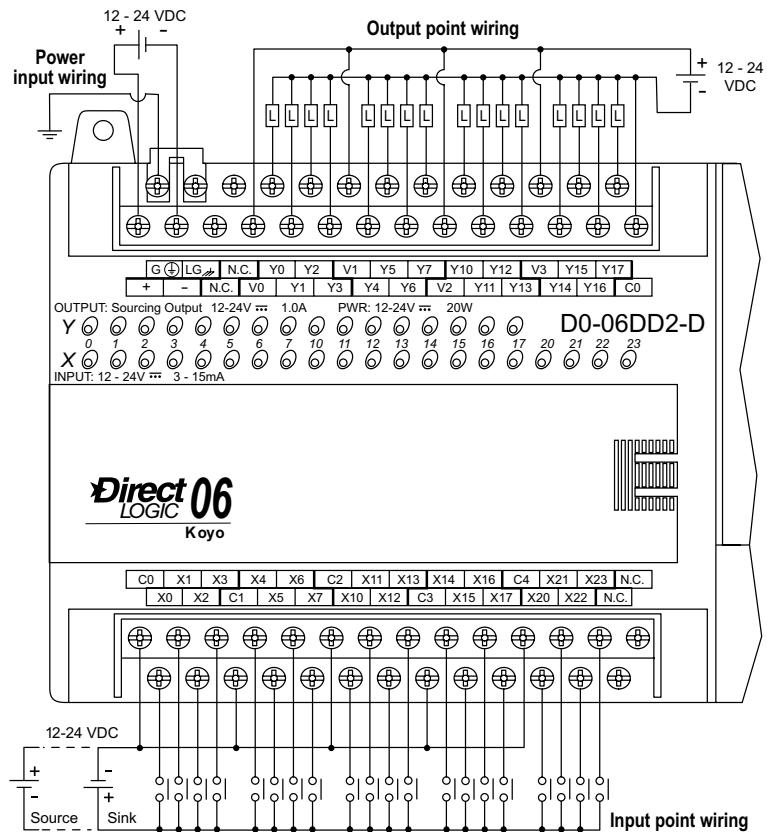 12 - 24 VDC
+ -
Power input wiring
Output point wiring
+ 12 - 24 VDC
-
L L L L L L L L L L L L L L L L
G LG N.C. Y0 Y2 V1 Y5 Y7 Y10 Y12 V3 Y15 Y17
+ - N.C. V0 Y1 Y3 Y4 Y6 V2 Y11 Y13 Y14 Y16 C0
OUTPUT: Sourcing Output 12-24V 1.0A PWR: 12-24V 20W
Y
D0-06DD2-D
0 1 2 3 4 5 6 7 10 11 12 13 14 15 16 17 20 21 22 23
X
INPUT: 12 - 24V 3 - 15mA
Direct 06
LOGIC
Koyo
C0 X1 X3 X4 X6 C2 X11 X13 X14 X16 C4 X21 X23 N.C.
X0 X2 C1 X5 X7 X10 X12 C3 X15 X17 X20 X22 N.C.
12-24 VDC
+ -
- +
Source Sink
Input point wiring